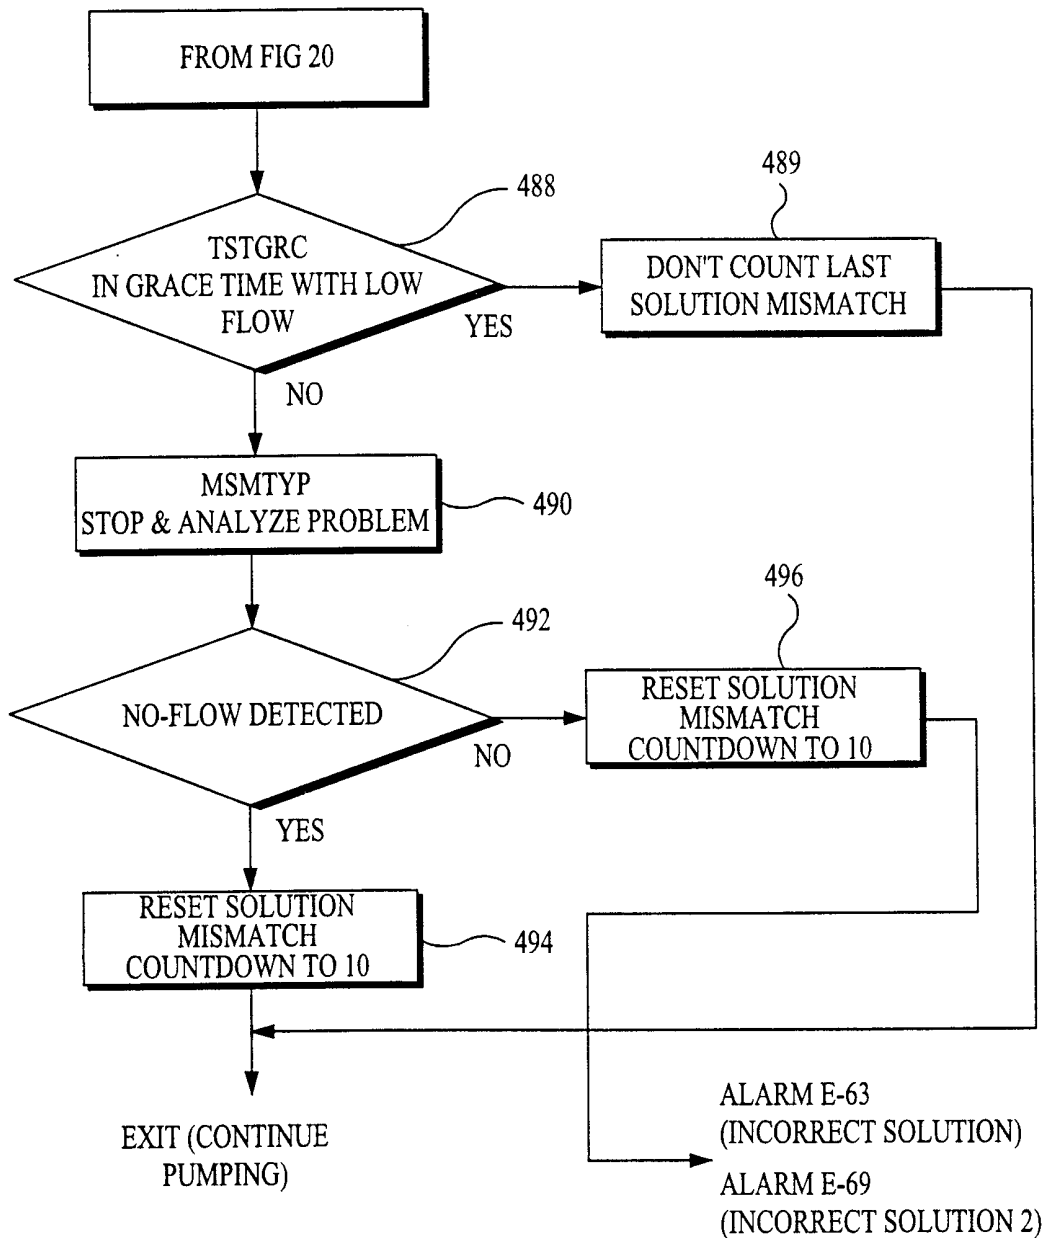 FROM FIG 20
488
489
TSTGRC
IN GRACE TIME WITH LOW
FLOW
DON'T COUNT LAST
SOLUTION MISMATCH
YES
NO
MSMTYP
STOP & ANALYZE PROBLEM
490
492
496
NO-FLOW DETECTED
RESET SOLUTION
MISMATCH
COUNTDOWN TO 10
NO
YES
RESET SOLUTION
MISMATCH
COUNTDOWN TO 10
494
EXIT (CONTINUE
PUMPING)
ALARM E-63
(INCORRECT SOLUTION)
ALARM E-69
(INCORRECT SOLUTION 2)